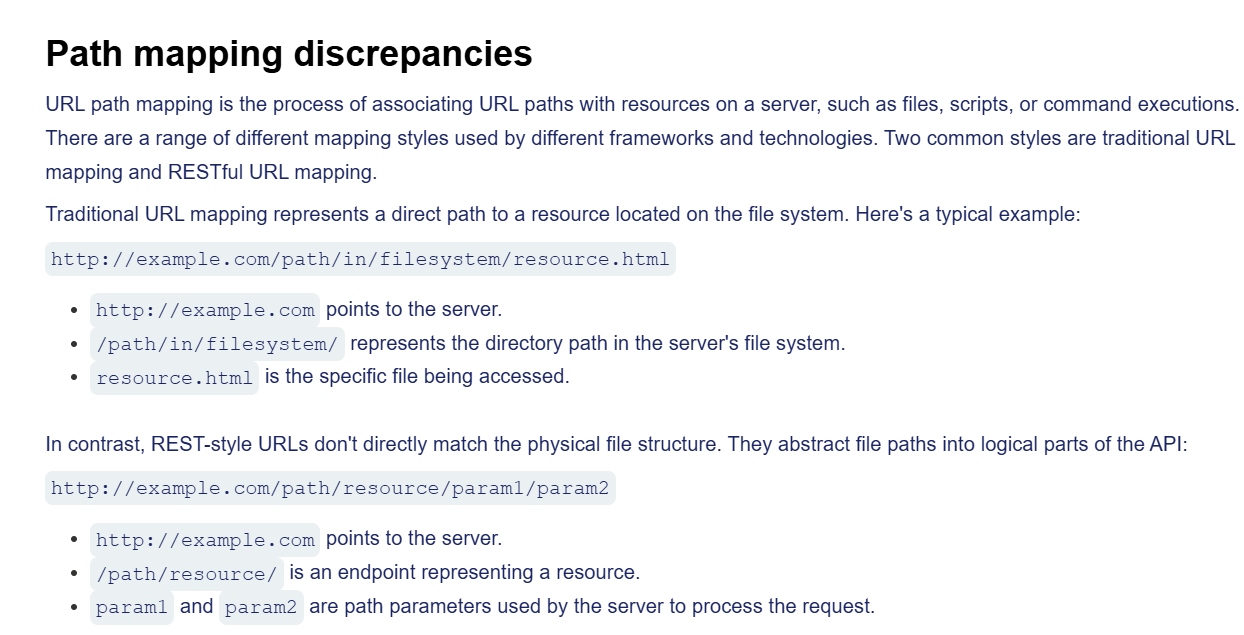 Path mapping discrepancies
URL path mapping is the process of associating URL paths with resources on a server, such as files, scripts, or command executions.
There are a range of different mapping styles used by different frameworks and technologies. Two common styles are traditional URL
mapping and RESTful URL mapping.
Traditional URL mapping represents a direct path to a resource located on the file system. Here's a typical example:
http://example.com/path/in/filesystem/resource.html
• http://example.com points to the server.
• /path/in/filesystem/ represents the directory path in the server's file system.
• resource.html is the specific file being accessed.
In contrast, REST-style URLs don't directly match the physical file structure. They abstract file paths into logical parts of the API:
http://example.com/path/resource/param1/param2
• http://example.com points to the server.
• /path/resource/ is an endpoint representing a resource.
• param1 and param2 are path parameters used by the server to process the request.